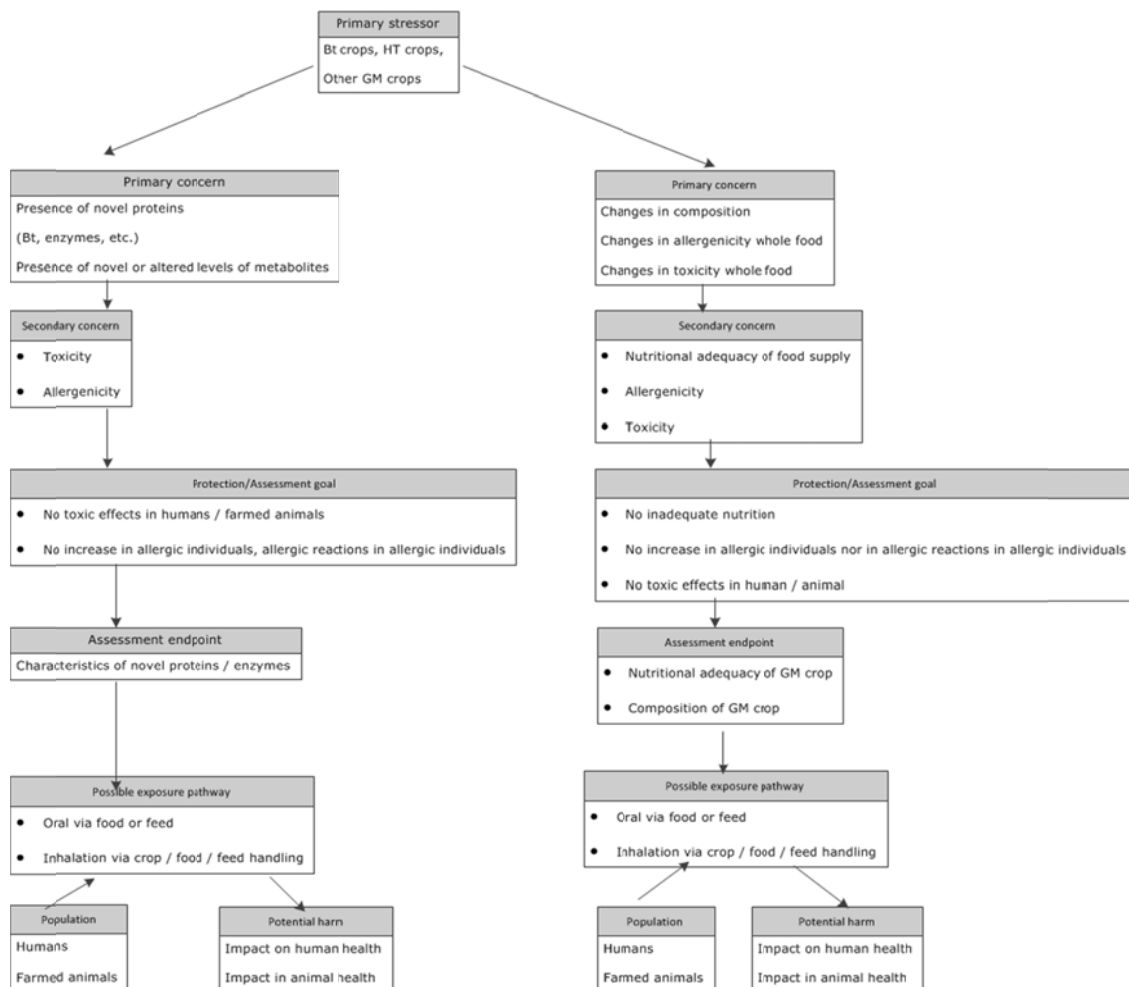 Primary stressor
Bt crops, HT crops,
Other GM crops
Primary concern
Presence of novel proteins
(Bt, enzymes, etc.)
Presence of novel or altered levels of metabolites
Secondary concern
• Toxicity
• Allergenicity
Protection/Assessment goal
• No toxic effects in humans / farmed animals
• No increase in allergic individuals, allergic reactions in allergic individuals
Assessment endpoint
Characteristics of novel proteins / enzymes
Possible exposure pathway
• Oral via food or feed
• Inhalation via crop / food / feed handling
Population
Humans
Farmed animals
Potential harm
Impact on human health
Impact in animal health
Primary concern
Changes in composition
Changes in allergenicity whole food
Changes in toxicity whole food
Secondary concern
• Nutritional adequacy of food supply
• Allergenicity
• Toxicity
Protection/Assessment goal
• No inadequate nutrition
• No increase in allergic individuals nor in allergic reactions in allergic individuals
• No toxic effects in human / animal
Assessment endpoint
• Nutritional adequacy of GM crop
• Composition of GM crop
Possible exposure pathway
• Oral via food or feed
• Inhalation via crop / food / feed handling
Population
Humans
Farmed animals
Potential harm
Impact on human health
Impact in animal health